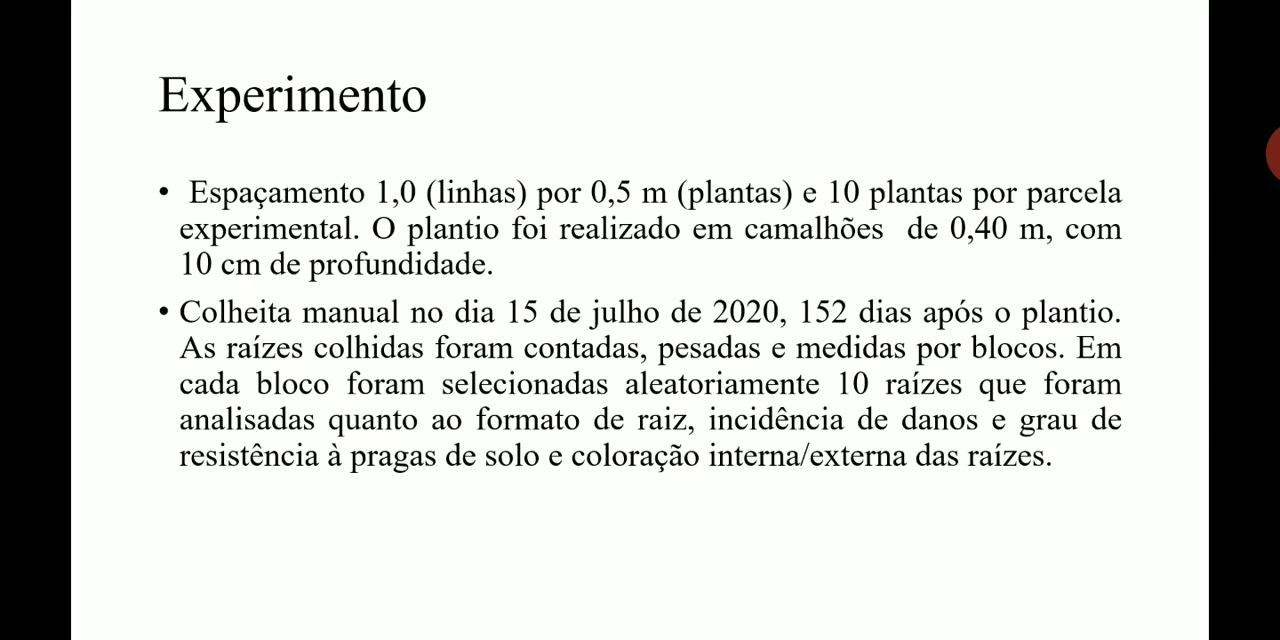 Experimento
• Espaçamento 1,0 (linhas) por 0,5 m (plantas) e 10 plantas por parcela
experimental. O plantio foi realizado em camalhões de 0,40 m, com
10 cm de profundidade.
• Colheita manual no dia 15 de julho de 2020, 152 dias após o plantio.
As raízes colhidas foram contadas, pesadas e medidas por blocos. Em
cada bloco foram selecionadas aleatoriamente 10 raízes que foram
analisadas quanto ao formato de raiz, incidência de danos e grau de
resistência à pragas de solo e coloração interna/externa das raízes.